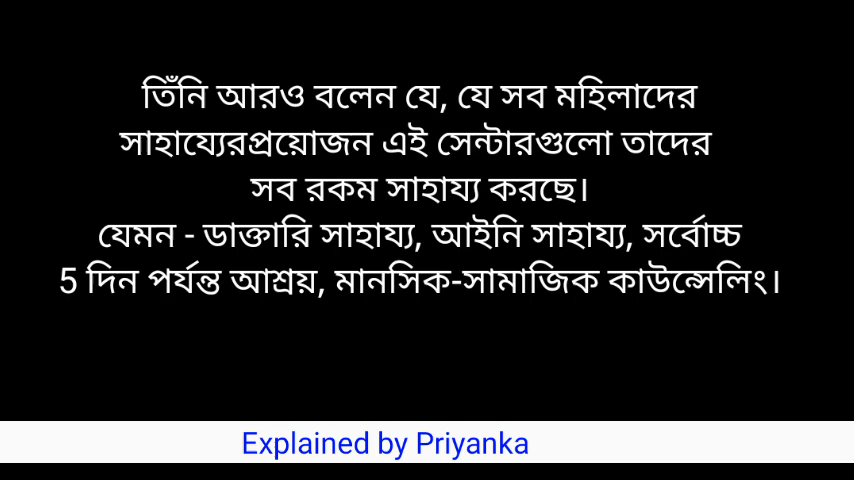 তিঁনি আরও বলেন যে, যে সব মহিলাদের
সাহায্যেরপ্রয়োজন এই সেন্টারগুলো তাদের
সব রকম সাহায্য করছে।
যেমন - ডাক্তারি সাহায্য, আইনি সাহায্য, সর্বোচ্চ
5 দিন পর্যন্ত আশ্রয়, মানসিক-সামাজিক কাউন্সেলিং।
Explained by Priyanka